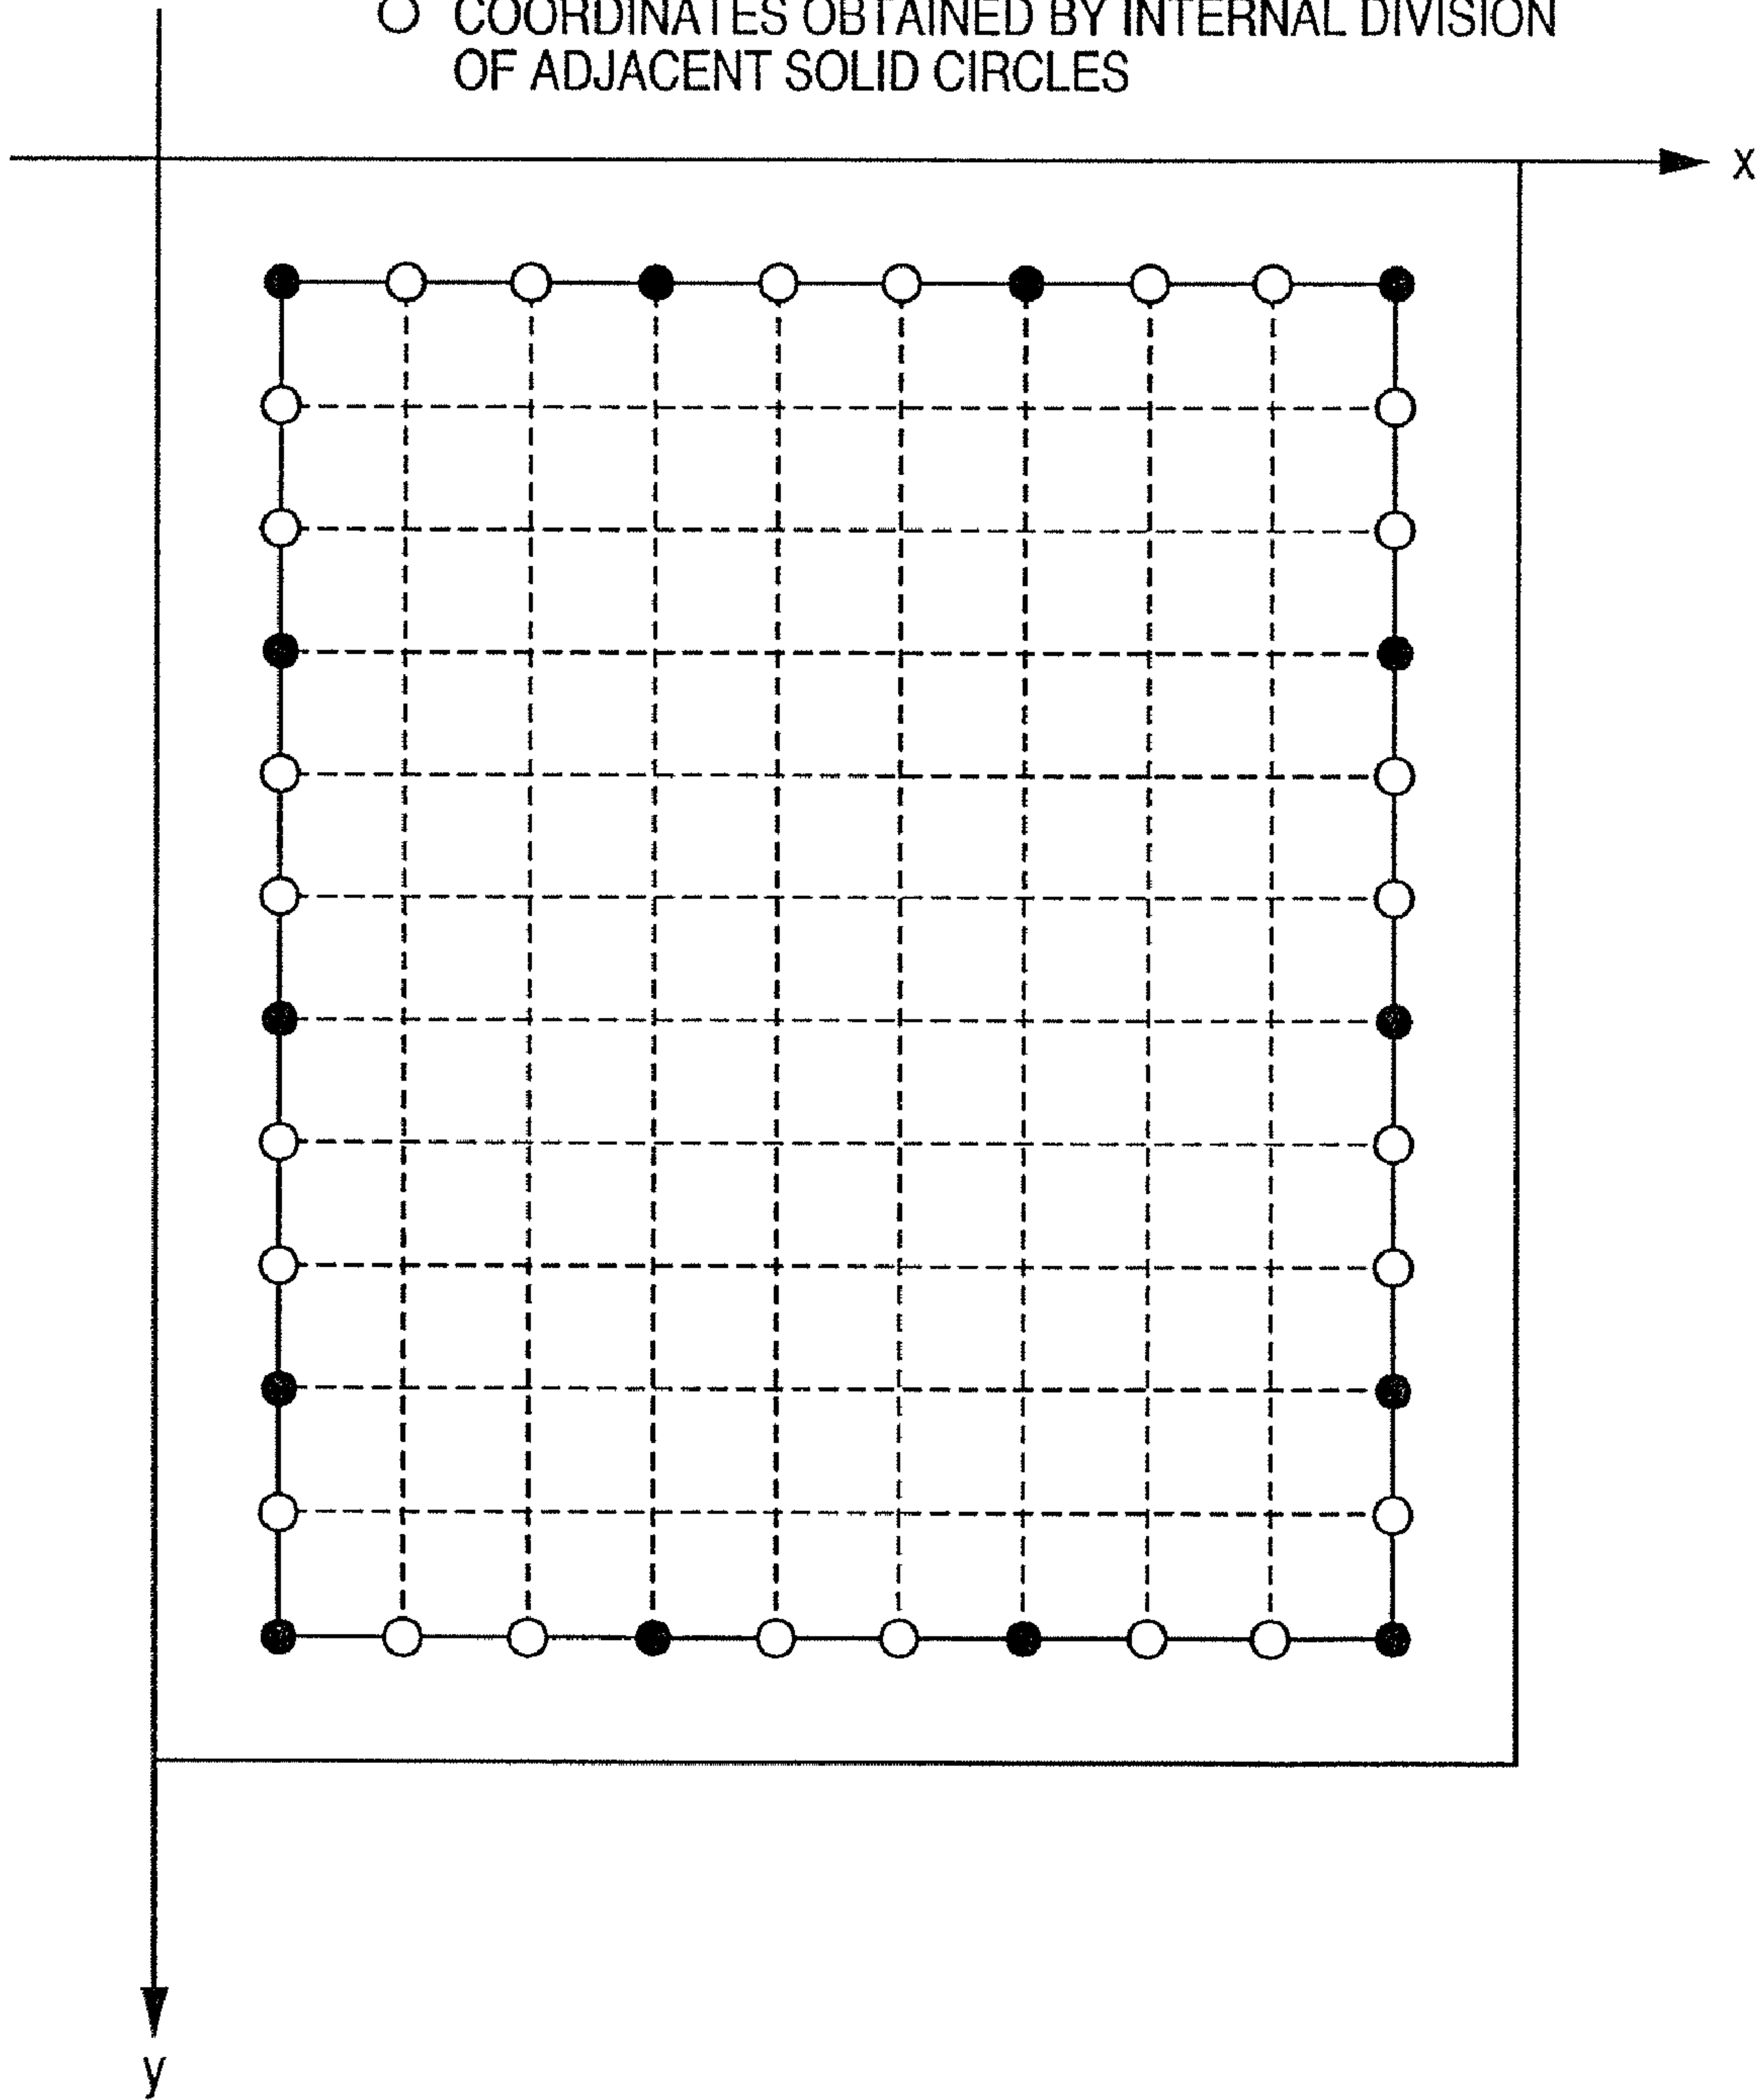 ○ COORDINATES OBTAINED BY INTERNAL DIVISION
OF ADJACENT SOLID CIRCLES
x
y